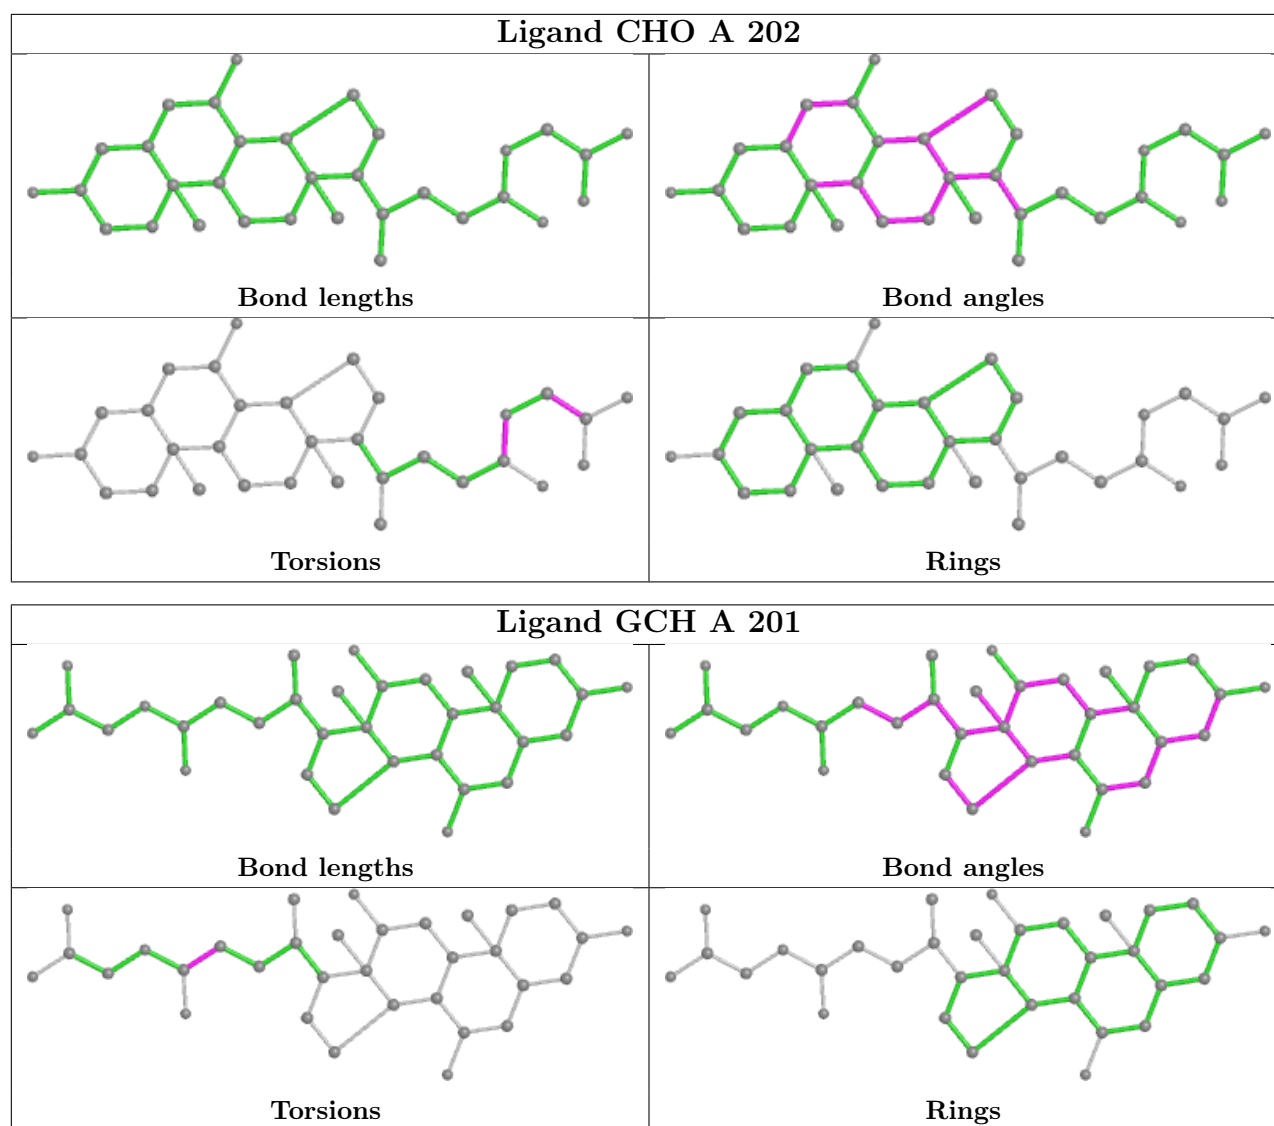 Ligand CHO A 202
Bond lengths
Bond angles
Torsions
Rings
Ligand GCH A 201
Bond lengths
Bond angles
Torsions
Rings